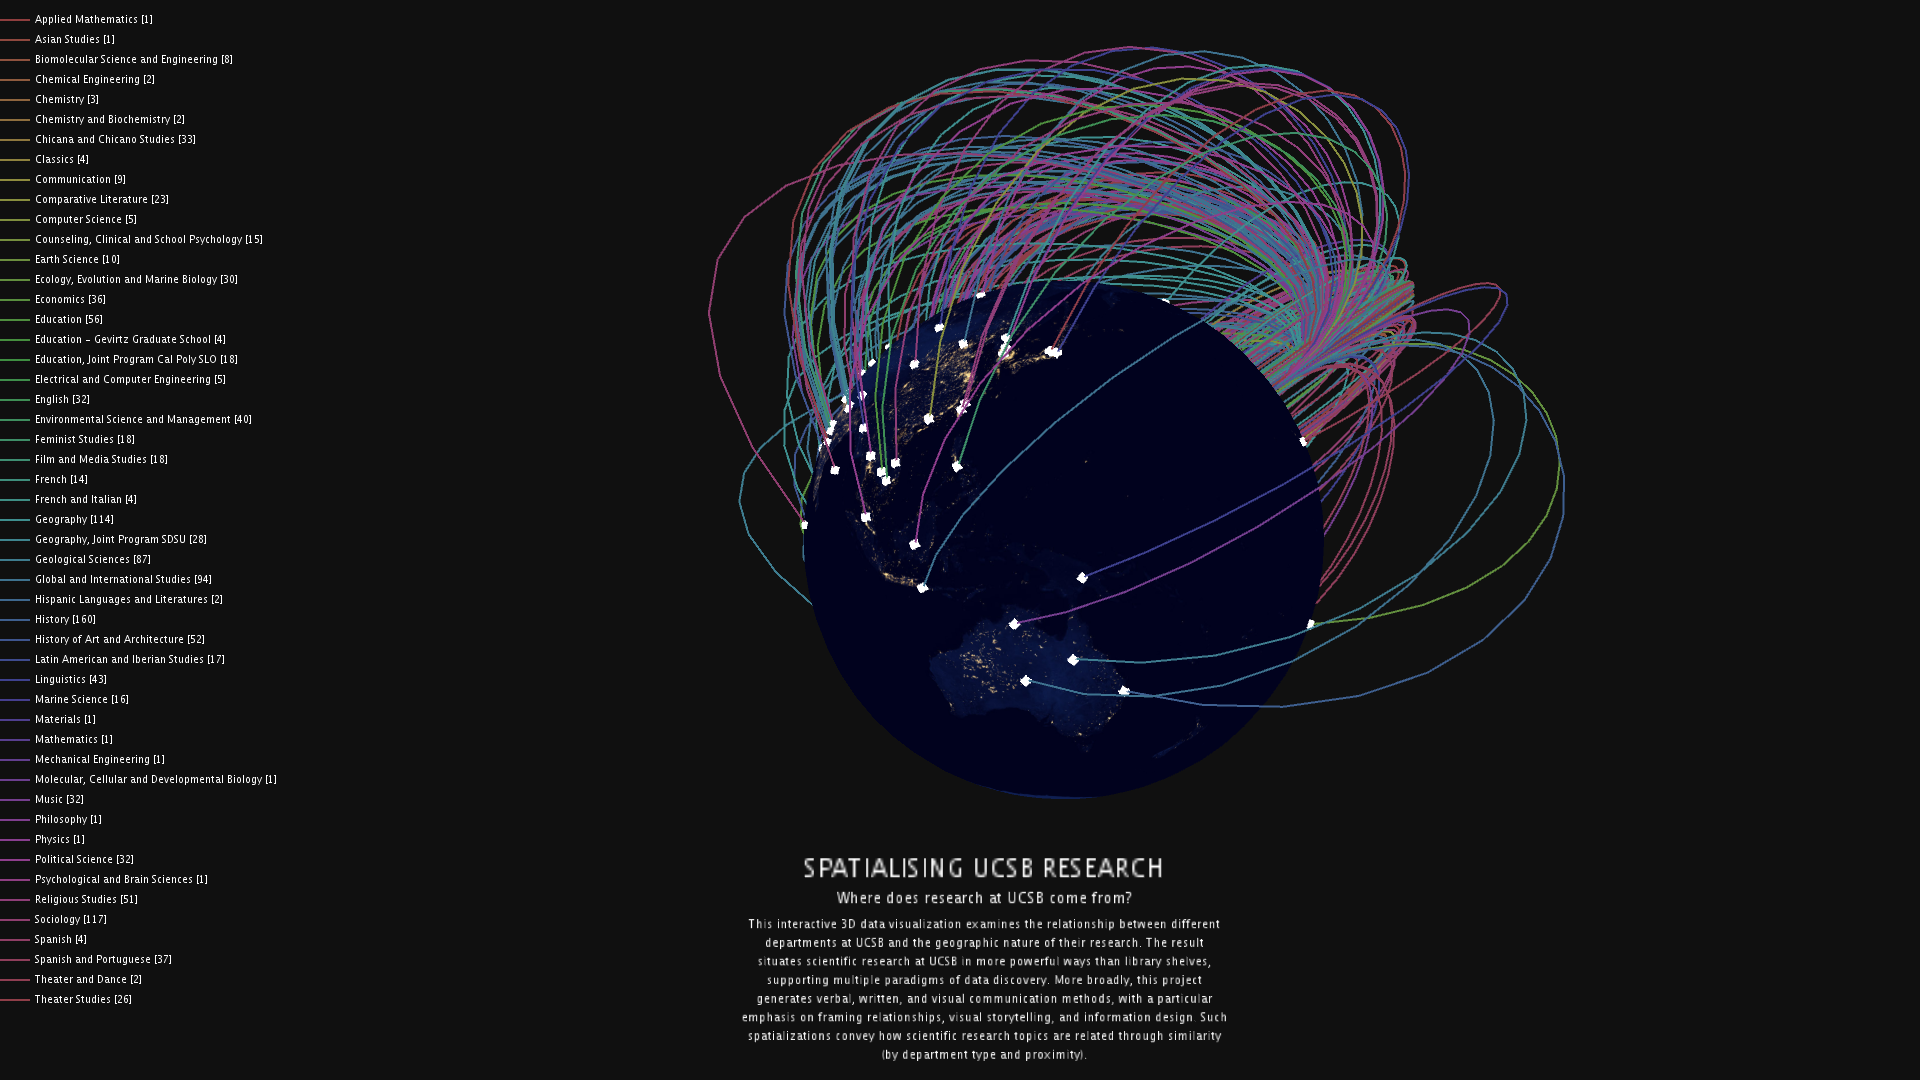 Applied Mathematics [1]
Asian Studies [1]
Biomolecular Science and Engineering [8]
Chemical Engineering [2]
Chemistry [3]
Chemistry and Biochemistry [2]
Chicana and Chicano Studies [33]
Classics [4]
Communication [9]
Comparative Literature [23]
Computer Science [5]
Counseling, Clinical and School Psychology [15]
Earth Science [10]
Ecology, Evolution and Marine Biology [30]
Economics [36]
Education [56]
Education - Gevirtz Graduate School [4]
Education, Joint Program Cal Poly SLO [18]
Electrical and Computer Engineering [5]
English [32]
Environmental Science and Management [40]
Feminist Studies [18]
Film and Media Studies [18]
French [14]
French and Italian [4]
Geography [114]
Geography, Joint Program SDSU [28]
Geological Sciences [87]
Global and International Studies [94]
Hispanic Languages and Literatures [2]
History [160]
History of Art and Architecture [52]
Latin American and Iberian Studies [17]
Linguistics [43]
Marine Science [16]
Materials [1]
Mathematics [1]
Mechanical Engineering [1]
Molecular, Cellular and Developmental Biology [1]
Music [32]
Philosophy [1]
Physics [1]
Political Science [32]
Psychological and Brain Sciences [1]
Religious Studies [51]
Sociology [117]
Spanish [4]
Spanish and Portuguese [37]
Theater and Dance [2]
Theater Studies [26]
SPATIALISING UCSB RESEARCH
Where does research at UCSB come from?
This interactive 3D data visualization examines the relationship between different
departments at UCSB and the geographic nature of their research. The result
situates scientific research at UCSB in more powerful ways than library shelves,
supporting multiple paradigms of data discovery. More broadly, this project
generates verbal, written, and visual communication methods, with a particular
emphasis on framing relationships, visual storytelling, and information design. Such
spatializations convey how scientific research topics are related through similarity
(by department type and proximity).